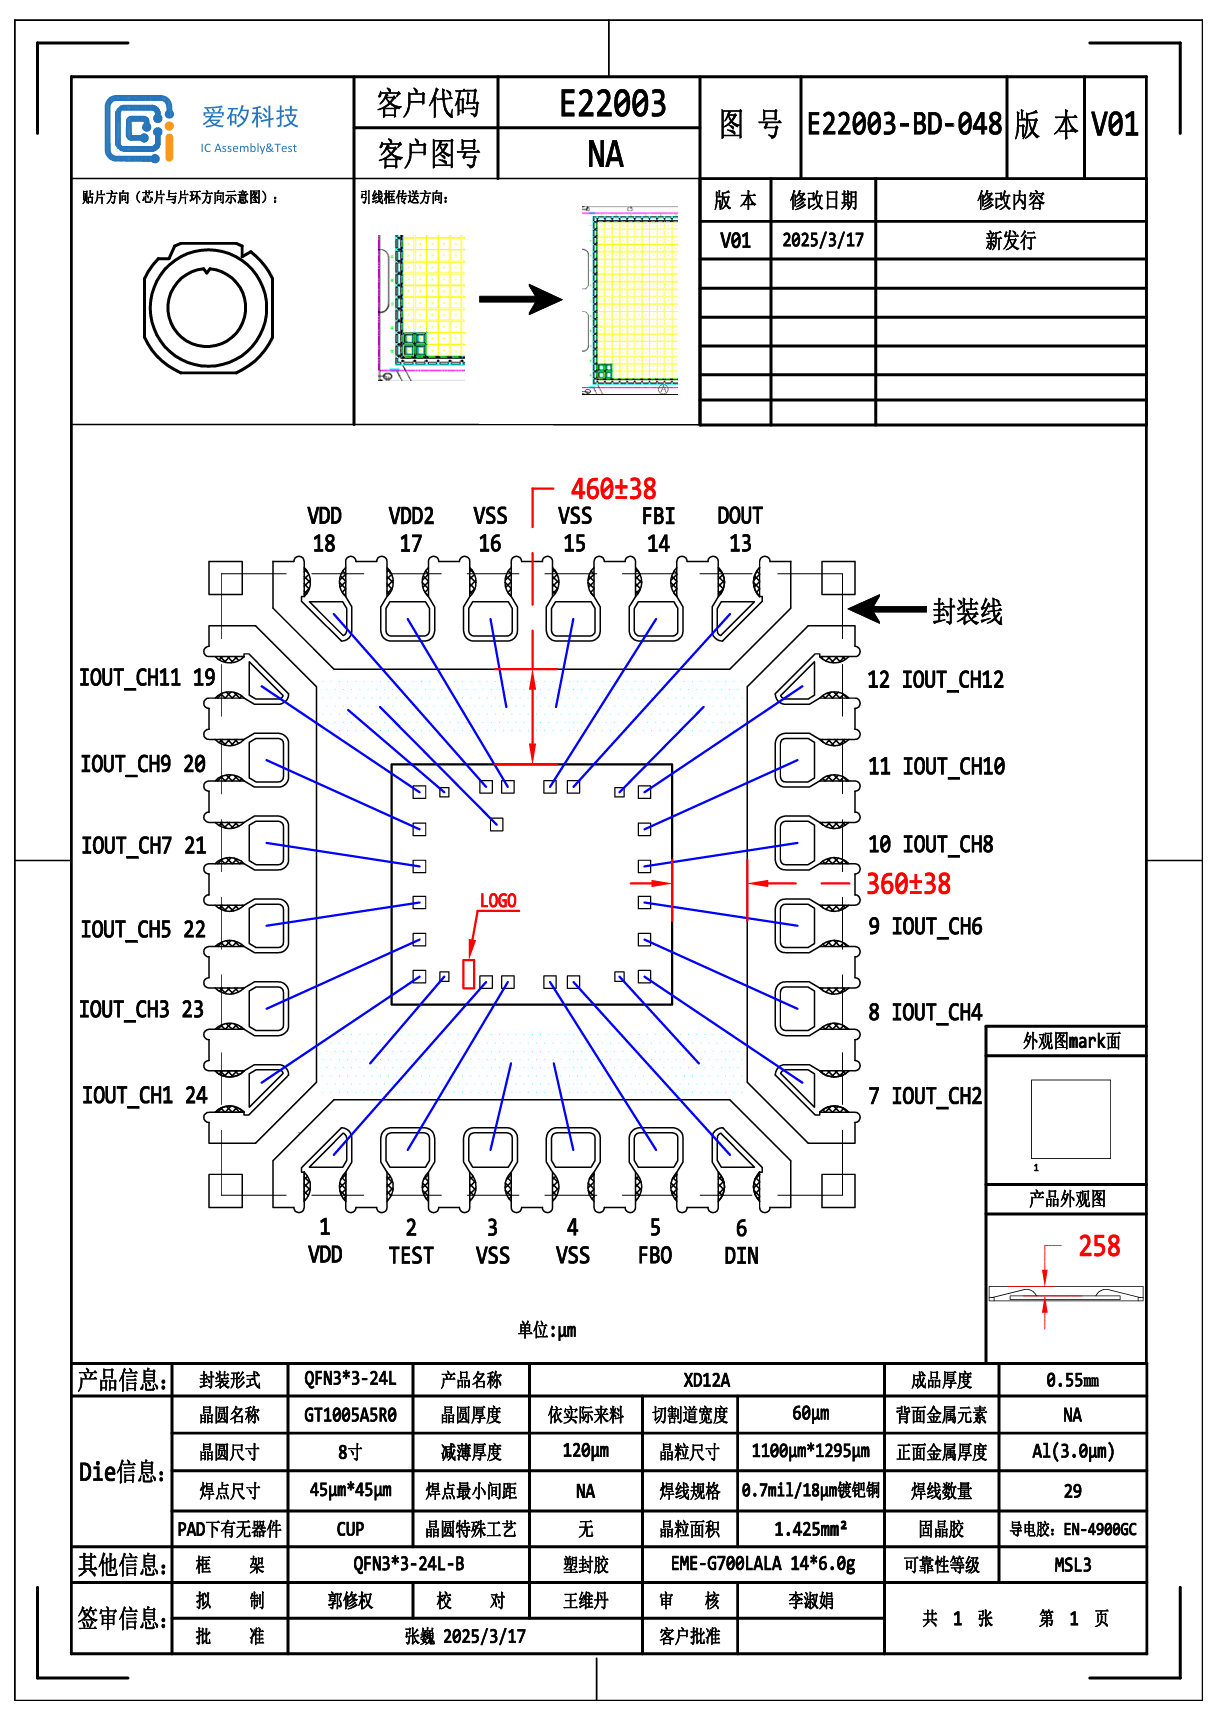 爱矽科技
IC Assembly&Test
客户代码 E22003
客户图号 NA
图 号 E22003-BD-048 版 本 V01
贴片方向（芯片与片环方向示意图）：
引线框传送方向：
版 本 修改日期 修改内容
V01 2025/3/17 新发行
460±38
VDD VDD2 VSS VSS FBI DOUT
18 17 16 15 14 13
封装线
IOUT_CH11 19
12 IOUT_CH12
IOUT_CH9 20
11 IOUT_CH10
IOUT_CH7 21
10 IOUT_CH8
360±38
LOGO
IOUT_CH5 22
9 IOUT_CH6
IOUT_CH3 23
8 IOUT_CH4
IOUT_CH1 24
7 IOUT_CH2
外观图mark面
1
产品外观图
258
1 2 3 4 5 6
VDD TEST VSS VSS FBO DIN
单位:μm
产品信息: 封装形式 QFN3*3-24L 产品名称 XD12A 成品厚度 0.55mm
Die信息: 晶圆名称 GT1005A5R0 晶圆厚度 依实际来料 切割道宽度 60μm 背面金属元素 NA
晶圆尺寸 8寸 减薄厚度 120μm 晶粒尺寸 1100μm*1295μm 正面金属厚度 Al(3.0μm)
焊点尺寸 45μm*45μm 焊点最小间距 NA 焊线规格 0.7mil/18μm镀钯铜 焊线数量 29
PAD下有无器件 CUP 晶圆特殊工艺 无 晶粒面积 1.425mm² 固晶胶 导电胶: EN-4900GC
其他信息: 框 架 QFN3*3-24L-B 塑封胶 EME-G700LALA 14*6.0g 可靠性等级 MSL3
签审信息: 拟 制 郭修权 校 对 王维丹 审 核 李淑娟 共 1 张 第 1 页
批 准 张巍 2025/3/17 客户批准